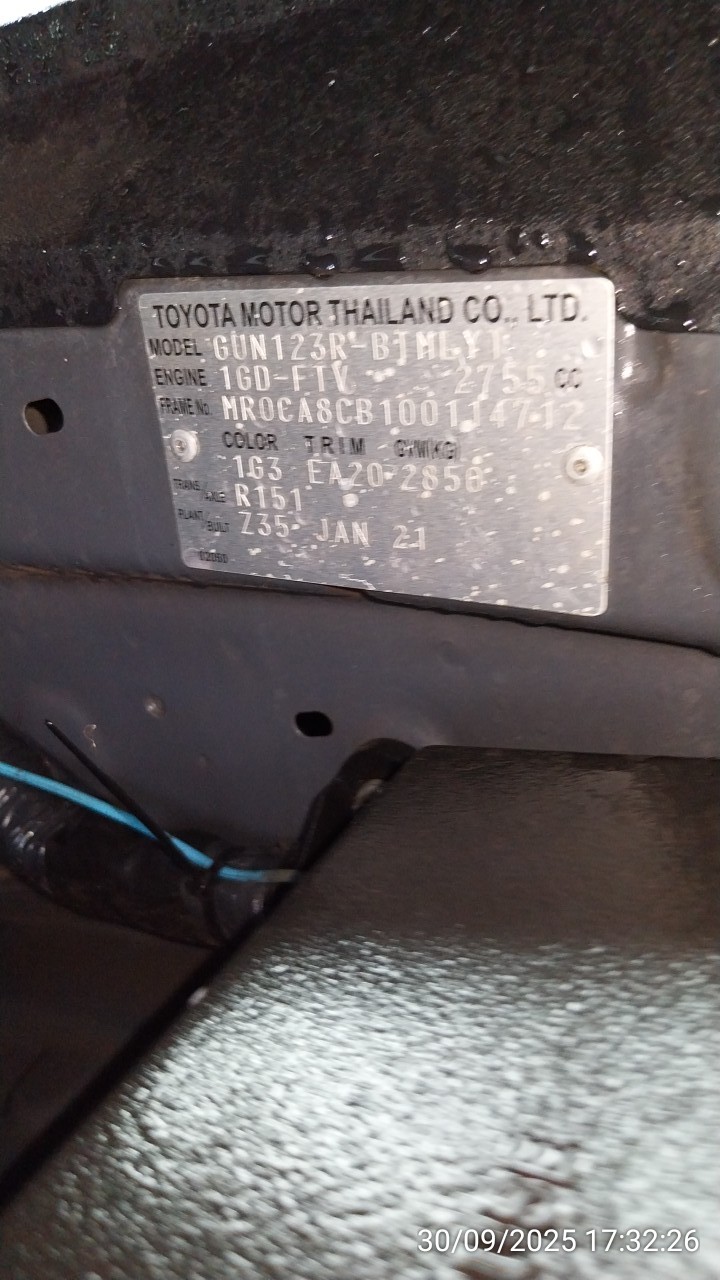 TOYOTA MOTOR THAILAND CO., LTD.
MODEL GUN123R-BTMLYT
ENGINE 1GD-FTV 2755 CC
FRAME No. MR0CA8CB100114712
COLOR TRIM GVM(KG)
1G3 EA20 2850
TRANS/AXLE R151
PLANT/BUILT Z35 JAN 21
30/09/2025 17:32:26